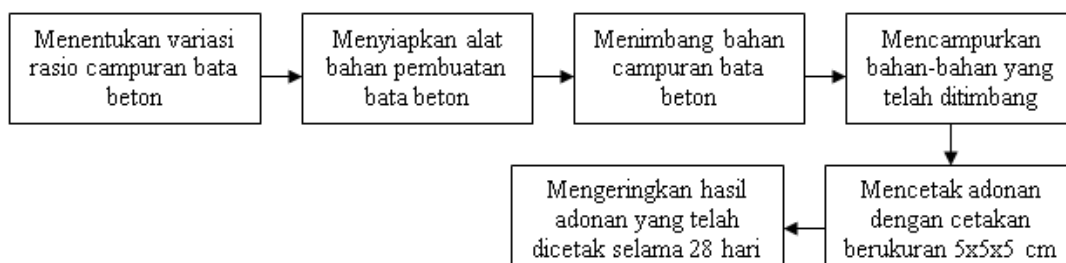 Menentukan variasi
rasio campuran bata
beton
Menyiapkan alat
bahan pembuatan
bata beton
Menimbang bahan
campuran bata
beton
Mencampurkan
bahan-bahan yang
telah ditimbang
Mencetak adonan
dengan cetakan
berukuran 5x5x5 cm
Mengeringkan hasil
adonan yang telah
dicetak selama 28 hari